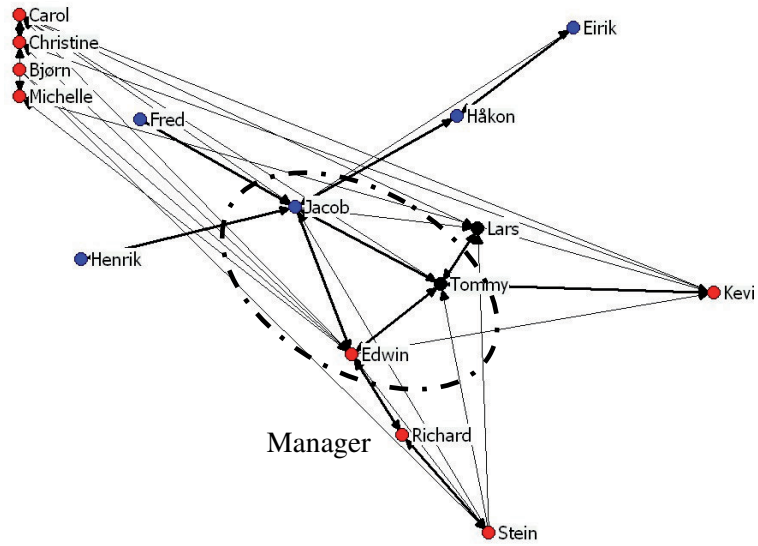 Carol
Eirik
Christine
Bjørn
Michelle
Fred
Håkon
Jacob
Lars
Henrik
Tommy
Kevi
Edwin
Richard
Manager
Stein